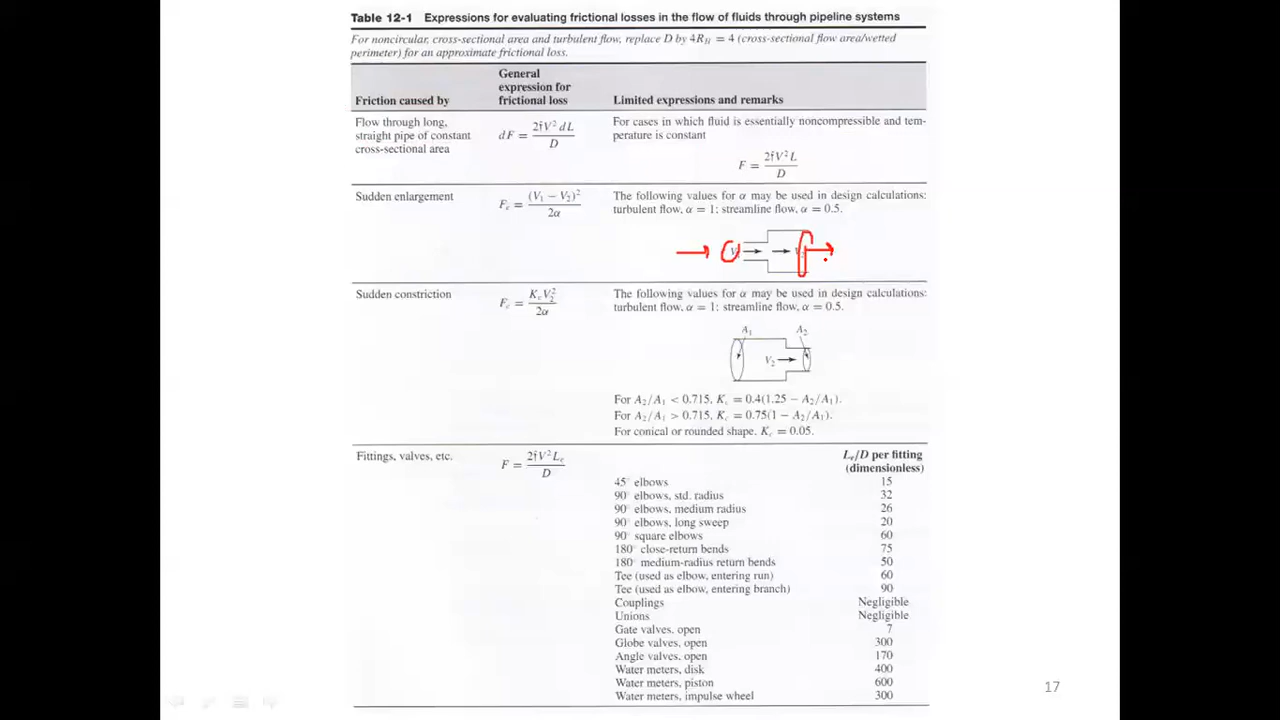 Table 12-1 Expressions for evaluating frictional losses in the flow of fluids through pipeline systems
For noncircular, cross-sectional area and turbulent flow, replace D by 4R_H = 4 (cross-sectional flow area/wetted
perimeter) for an approximate frictional loss.
General
expression for
Friction caused by frictional loss Limited expressions and remarks
Flow through long,
straight pipe of constant
cross-sectional area
dF = 2fV² dL / D
For cases in which fluid is essentially noncompressible and tem-
perature is constant
F = 2fV²L / D
Sudden enlargement
F_e = (V₁ − V₂)² / 2α
The following values for α may be used in design calculations:
turbulent flow, α = 1; streamline flow, α = 0.5.
Sudden constriction
F_c = K_c V₂² / 2α
The following values for α may be used in design calculations:
turbulent flow, α = 1; streamline flow, α = 0.5.
A₁ A₂
V₂
For A₂/A₁ < 0.715, K_c = 0.4(1.25 − A₂/A₁).
For A₂/A₁ > 0.715, K_c = 0.75(1 − A₂/A₁).
For conical or rounded shape, K_c = 0.05.
Fittings, valves, etc.
F = 2fV²L_e / D
L_e/D per fitting
(dimensionless)
45° elbows 15
90° elbows, std. radius 32
90° elbows, medium radius 26
90° elbows, long sweep 20
90° square elbows 60
180° close-return bends 75
180° medium-radius return bends 50
Tee (used as elbow, entering run) 60
Tee (used as elbow, entering branch) 90
Couplings Negligible
Unions Negligible
Gate valves, open 7
Globe valves, open 300
Angle valves, open 170
Water meters, disk 400
Water meters, piston 600
Water meters, impulse wheel 300
17